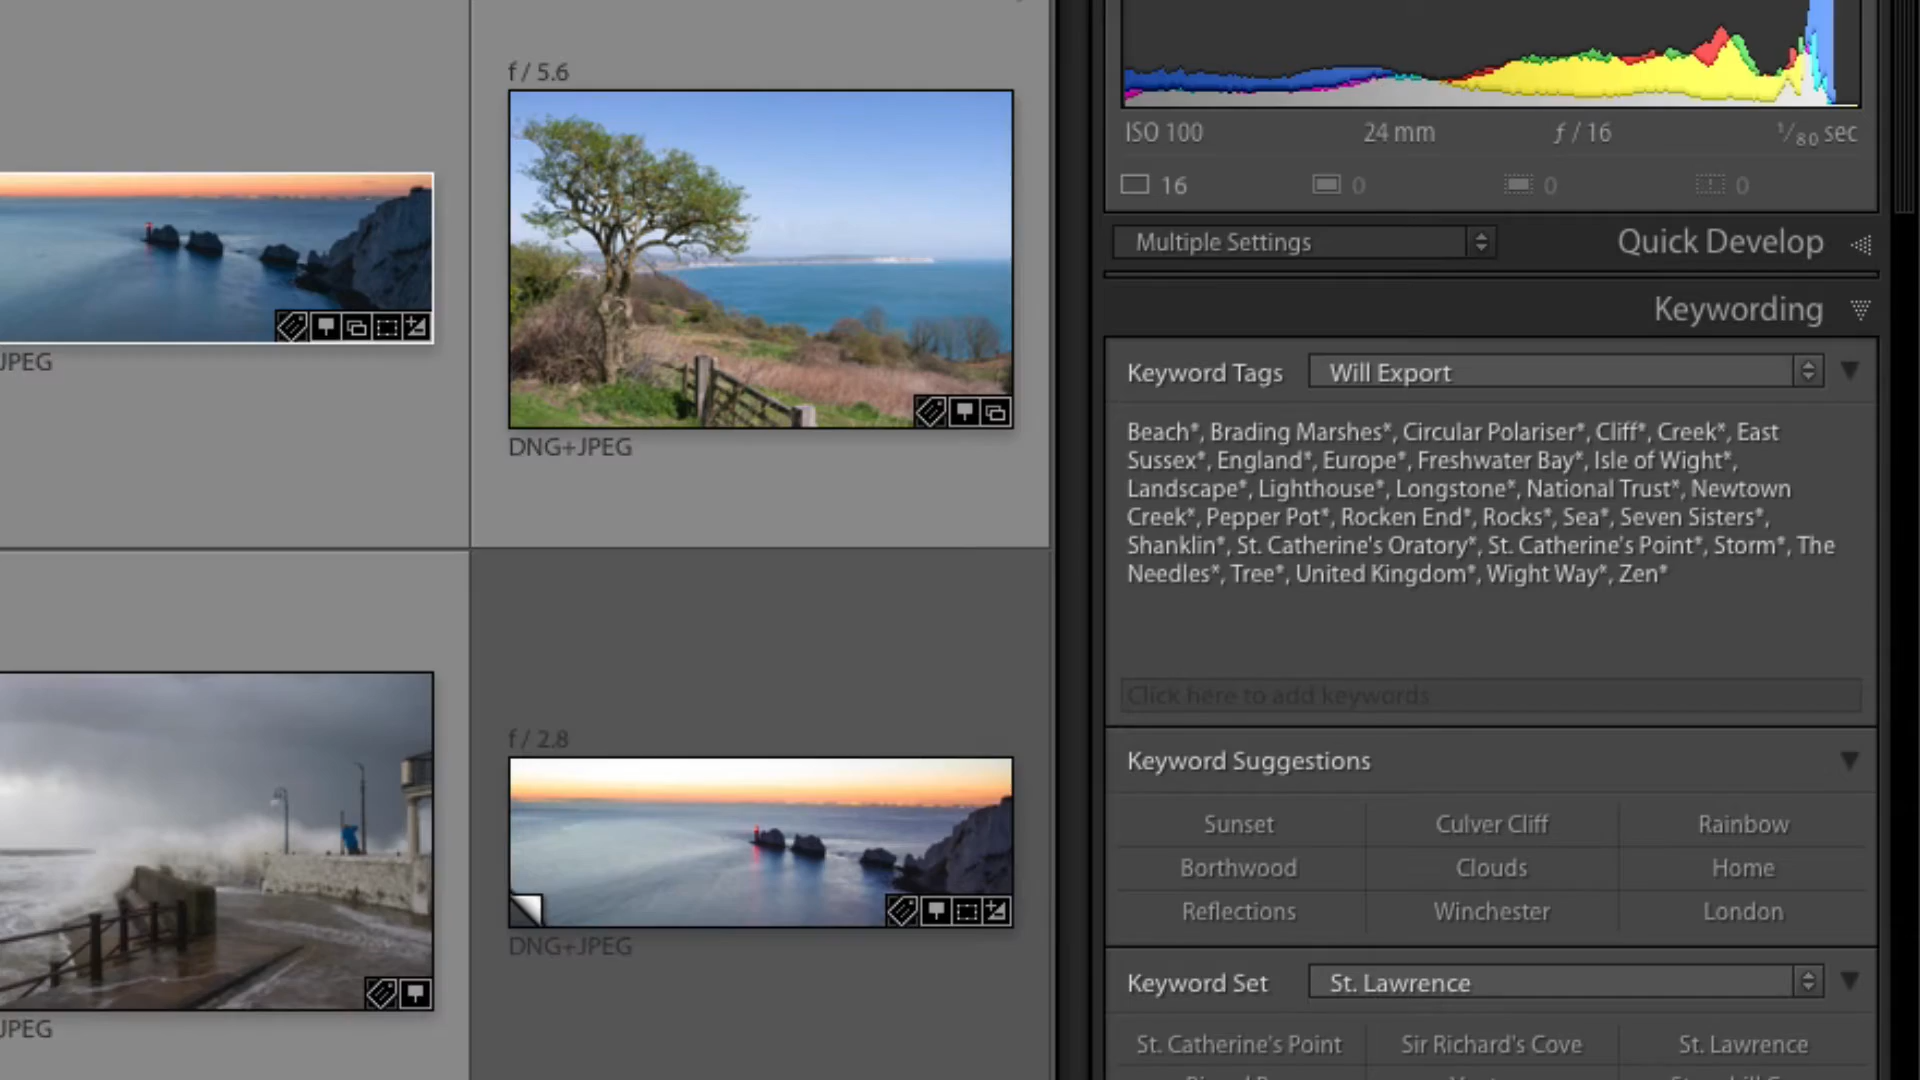 f / 5.6
JPEG
DNG+JPEG
JPEG
f / 2.8
DNG+JPEG
ISO 100 24 mm f / 16 1/80 sec
16 0 0 0
Multiple Settings Quick Develop
Keywording
Keyword Tags Will Export
Beach*, Brading Marshes*, Circular Polariser*, Cliff*, Creek*, East
Sussex*, England*, Europe*, Freshwater Bay*, Isle of Wight*,
Landscape*, Lighthouse*, Longstone*, National Trust*, Newtown
Creek*, Pepper Pot*, Rocken End*, Rocks*, Sea*, Seven Sisters*,
Shanklin*, St. Catherine's Oratory*, St. Catherine's Point*, Storm*, The
Needles*, Tree*, United Kingdom*, Wight Way*, Zen*
Click here to add keywords
Keyword Suggestions
Sunset Culver Cliff Rainbow
Borthwood Clouds Home
Reflections Winchester London
Keyword Set St. Lawrence
St. Catherine's Point Sir Richard's Cove St. Lawrence